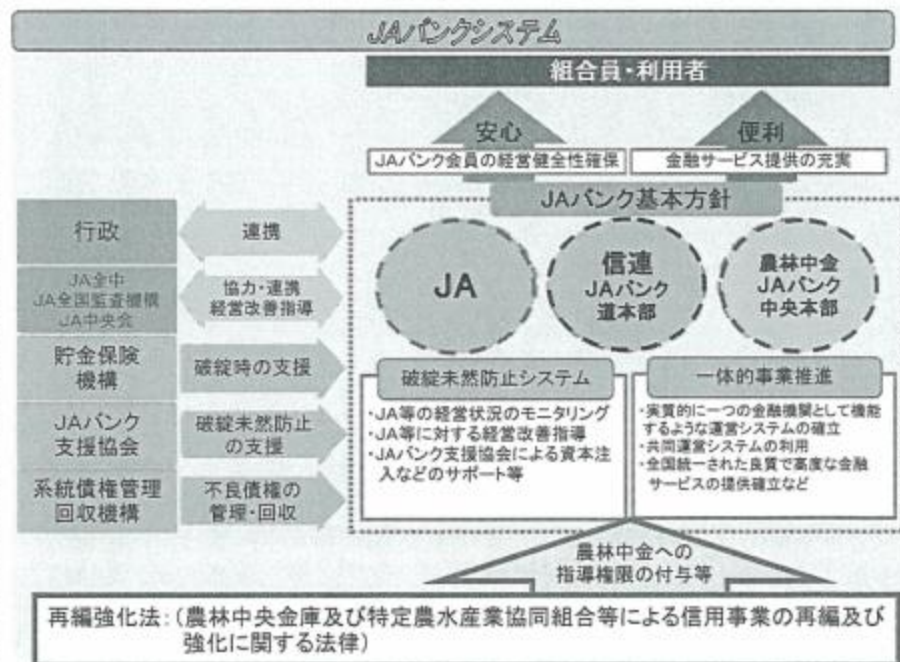 JAバンクシステム
組合員・利用者
安心
便利
JAバンク会員の経営健全性確保
金融サービス提供の充実
JAバンク基本方針
行政
連携
JA全中
JA全国監査機構
JA中央会
協力・連携
経営改善指導
貯金保険
機構
破綻時の支援
JAバンク
支援協会
破綻未然防止
の支援
系統債権管理
回収機構
不良債権の
管理・回収
JA
信連
JAバンク
道本部
農林中金
JAバンク
中央本部
破綻未然防止システム
・JA等の経営状況のモニタリング
・JA等に対する経営改善指導
・JAバンク支援協会による資本注
入などのサポート等
一体的事業推進
・実質的に一つの金融機関として機能
するような運営システムの確立
・共同運営システムの利用
・全国統一された良質で高度な金融
サービスの提供確立など
農林中金への
指導権限の付与等
再編強化法：（農林中央金庫及び特定農水産業協同組合等による信用事業の再編及び
強化に関する法律）